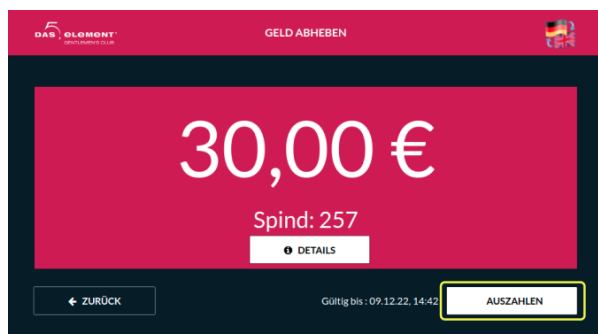 DAS 5. ELEMENT
GENTLEMEN'S CLUB
GELD ABHEBEN
30,00 €
Spind: 257
DETAILS
ZURÜCK
Gültig bis : 09.12.22, 14:42
AUSZAHLEN